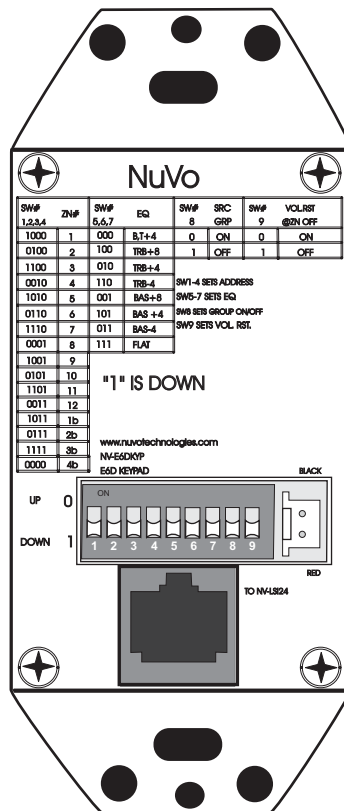 NuVo
SW# 1,2,3,4 ZN# SW# 5,6,7 EQ SW# 8 SRC GRP SW# 9 VOL.RST @ZN OFF
1000 1 000 B,T+4 0 ON 0 ON
0100 2 100 TRB+8 1 OFF 1 OFF
1100 3 010 TRB+4
0010 4 110 TRB-4 SW1-4 SETS ADDRESS
1010 5 001 BAS+8 SW5-7 SETS EQ
0110 6 101 BAS +4 SW8 SETS GROUP ON/OFF
1110 7 011 BAS-4 SW9 SETS VOL. RST.
0001 8 111 FLAT
1001 9
0101 10
1101 11 "1" IS DOWN
0011 12
1011 1b
0111 2b www.nuvotechnologies.com
1111 3b NV-E6DKYP
0000 4b E6D KEYPAD BLACK
UP 0 ON
DOWN 1 1 2 3 4 5 6 7 8 9
RED
TO NV-LSI24